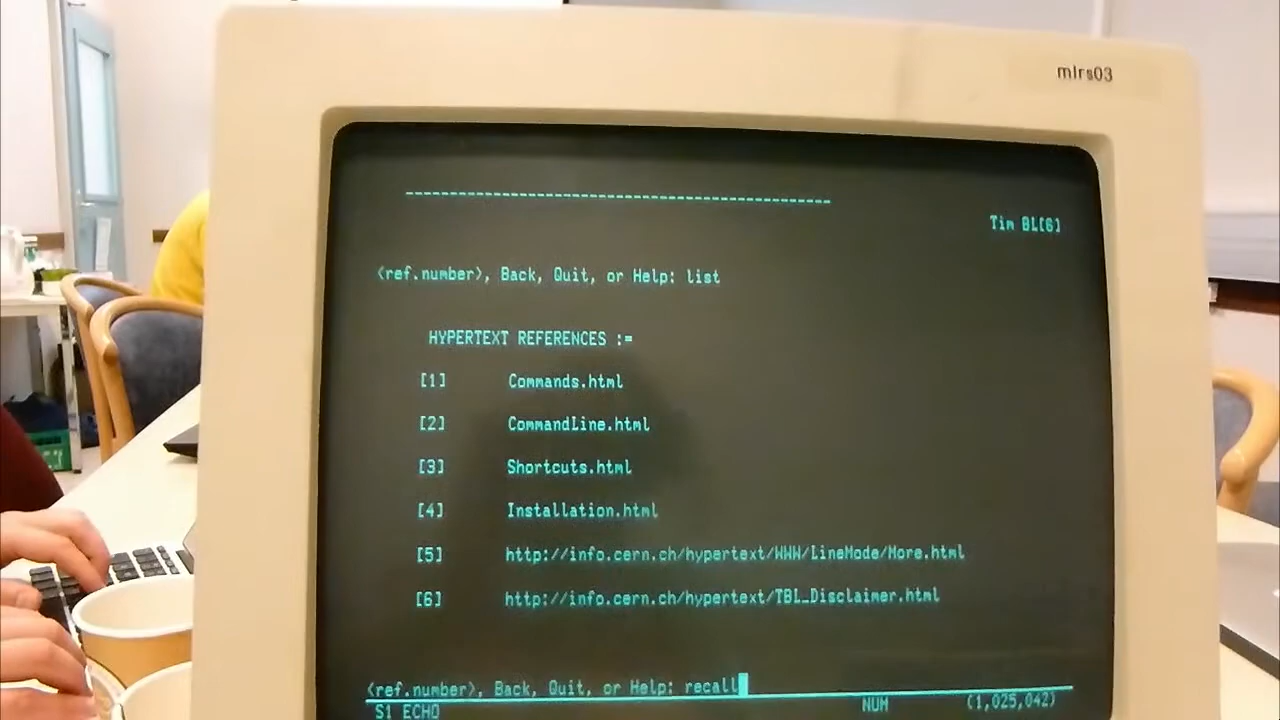 mlrs03
----------------------------------------------------
Tim BL[6]
<ref.number>, Back, Quit, or Help: list
HYPERTEXT REFERENCES :=
[1] Commands.html
[2] CommandLine.html
[3] Shortcuts.html
[4] Installation.html
[5] http://info.cern.ch/hypertext/WWW/LineMode/More.html
[6] http://info.cern.ch/hypertext/TBL_Disclaimer.html
<ref.number>, Back, Quit, or Help: recall
S1 ECHO NUM (1,025,042)